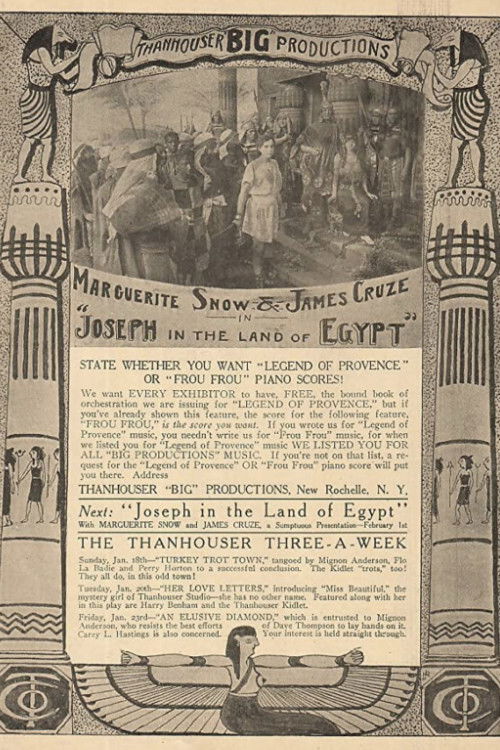 THANHOUSER BIG PRODUCTIONS
MARGUERITE SNOW & JAMES CRUZE
IN
"JOSEPH IN THE LAND OF EGYPT"
STATE WHETHER YOU WANT "LEGEND OF PROVENCE"
OR "FROU FROU" PIANO SCORES!
We want EVERY EXHIBITOR to have, FREE, the bound book of
orchestration we are issuing for "LEGEND OF PROVENCE," but if
you've already shown this feature, the score for the following feature,
"FROU FROU," is the score you want. If you wrote us for "Legend of
Provence" music, you needn't write us for "Frou Frou" music, for when
we listed you for "Legend of Provence" music WE LISTED YOU FOR
ALL "BIG PRODUCTIONS" MUSIC. If you're not on that list, a re-
quest for the "Legend of Provence" OR "Frou Frou" piano score will put
you there. Address
THANHOUSER "BIG" PRODUCTIONS, New Rochelle, N. Y.
Next: "Joseph in the Land of Egypt"
With MARGUERITE SNOW and JAMES CRUZE, a Sumptuous Presentation—February 1st
THE THANHOUSER THREE-A-WEEK
Sunday, Jan. 18th—"TURKEY TROT TOWN," tangoed by Mignon Anderson, Flo
La Badie and Perry Horton to a successful conclusion. The Kidlet "trots," too!
They all do, in this odd town!
Tuesday, Jan. 20th—"HER LOVE LETTERS," introducing "Miss Beautiful," the
mystery girl of Thanhouser Studio—she has no other name. Featured along with her
in this play are Harry Benham and the Thanhouser Kidlet.
Friday, Jan. 23rd—"AN ELUSIVE DIAMOND," which is entrusted to Mignon
Anderson, who resists the best efforts of Dave Thompson to lay hands on it.
Carey L. Hastings is also concerned. Your interest is held straight through.